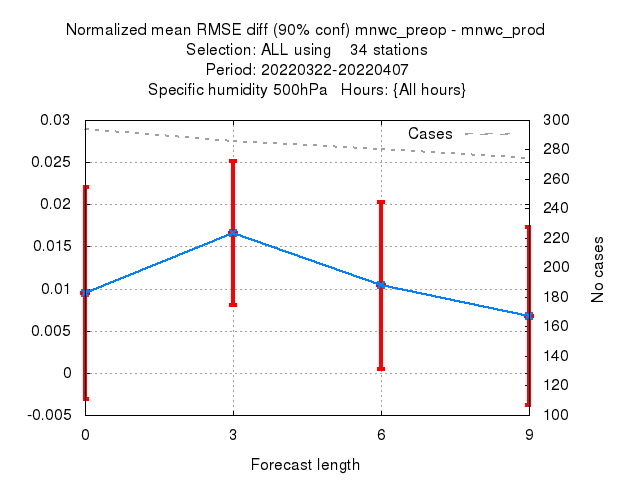 Normalized mean RMSE diff (90% conf) mnwc_preop - mnwc_prod
Selection: ALL using 34 stations
Period: 20220322-20220407
Specific humidity 500hPa Hours: {All hours}
Cases
0.03
0.025
0.02
0.015
0.01
0.005
0
-0.005
300
280
260
240
220
200
180
160
140
120
100
No cases
0 3 6 9
Forecast length